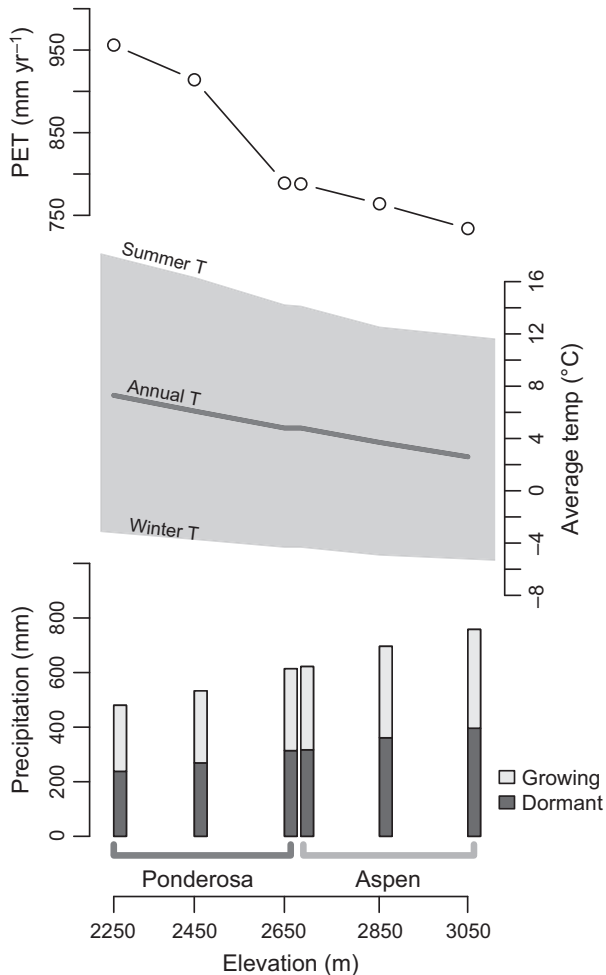 PET (mm yr⁻¹)
950
850
750
Summer T
Annual T
Winter T
16
12
8
4
0
−4
−8
Average temp (°C)
Precipitation (mm)
800
600
400
200
0
Growing
Dormant
Ponderosa Aspen
2250 2450 2650 2850 3050
Elevation (m)